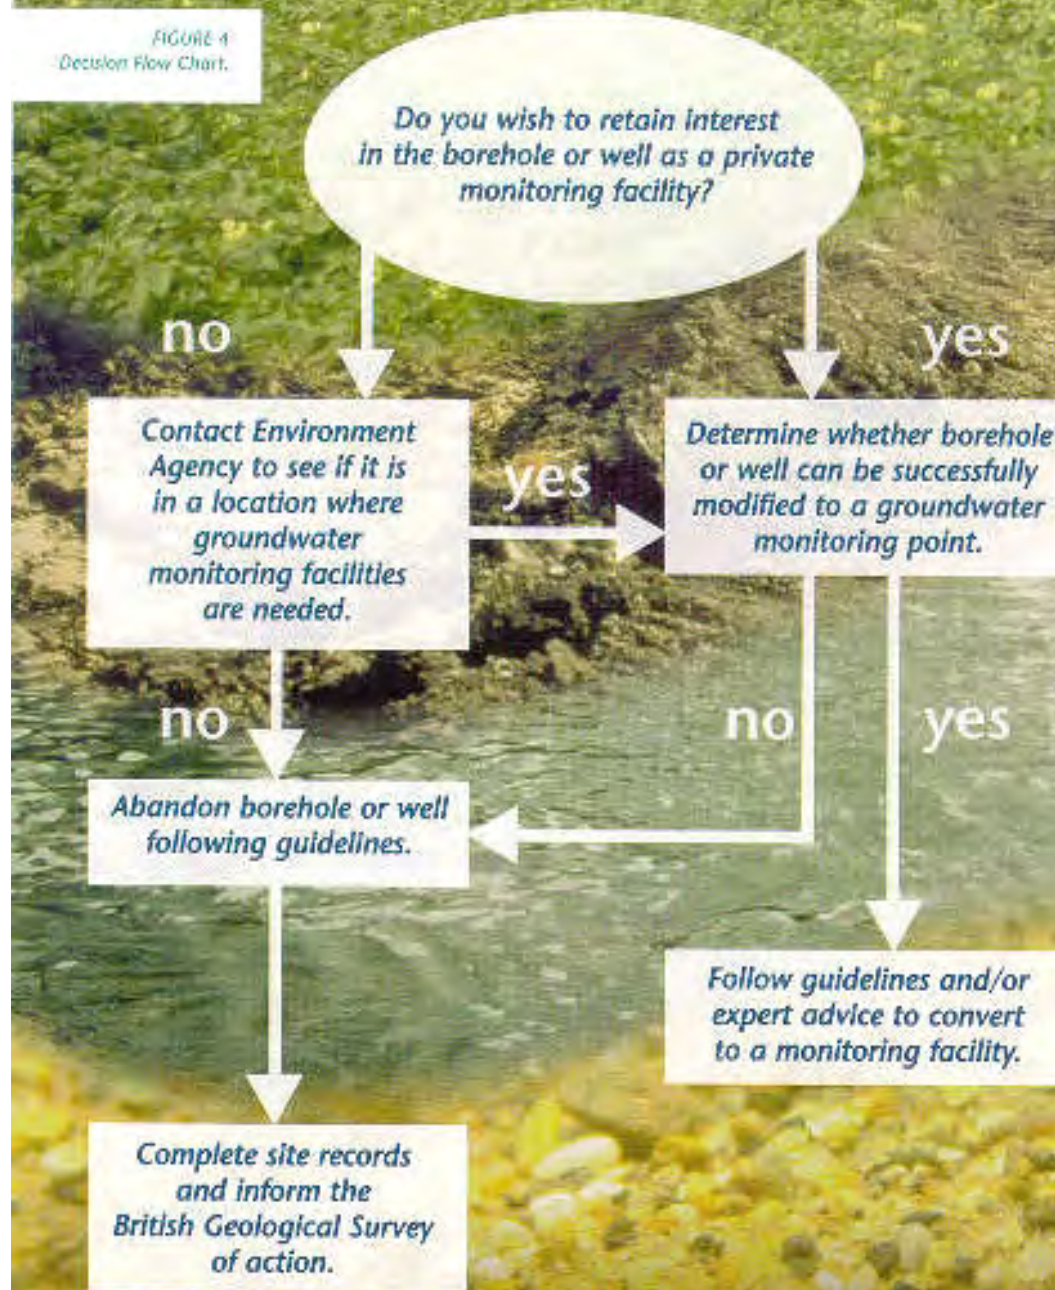 FIGURE 4
Decision Flow Chart.
Do you wish to retain interest
in the borehole or well as a private
monitoring facility?
no
yes
Contact Environment
Agency to see if it is
in a location where
groundwater
monitoring facilities
are needed.
yes
Determine whether borehole
or well can be successfully
modified to a groundwater
monitoring point.
no
no
yes
Abandon borehole or well
following guidelines.
Follow guidelines and/or
expert advice to convert
to a monitoring facility.
Complete site records
and inform the
British Geological Survey
of action.